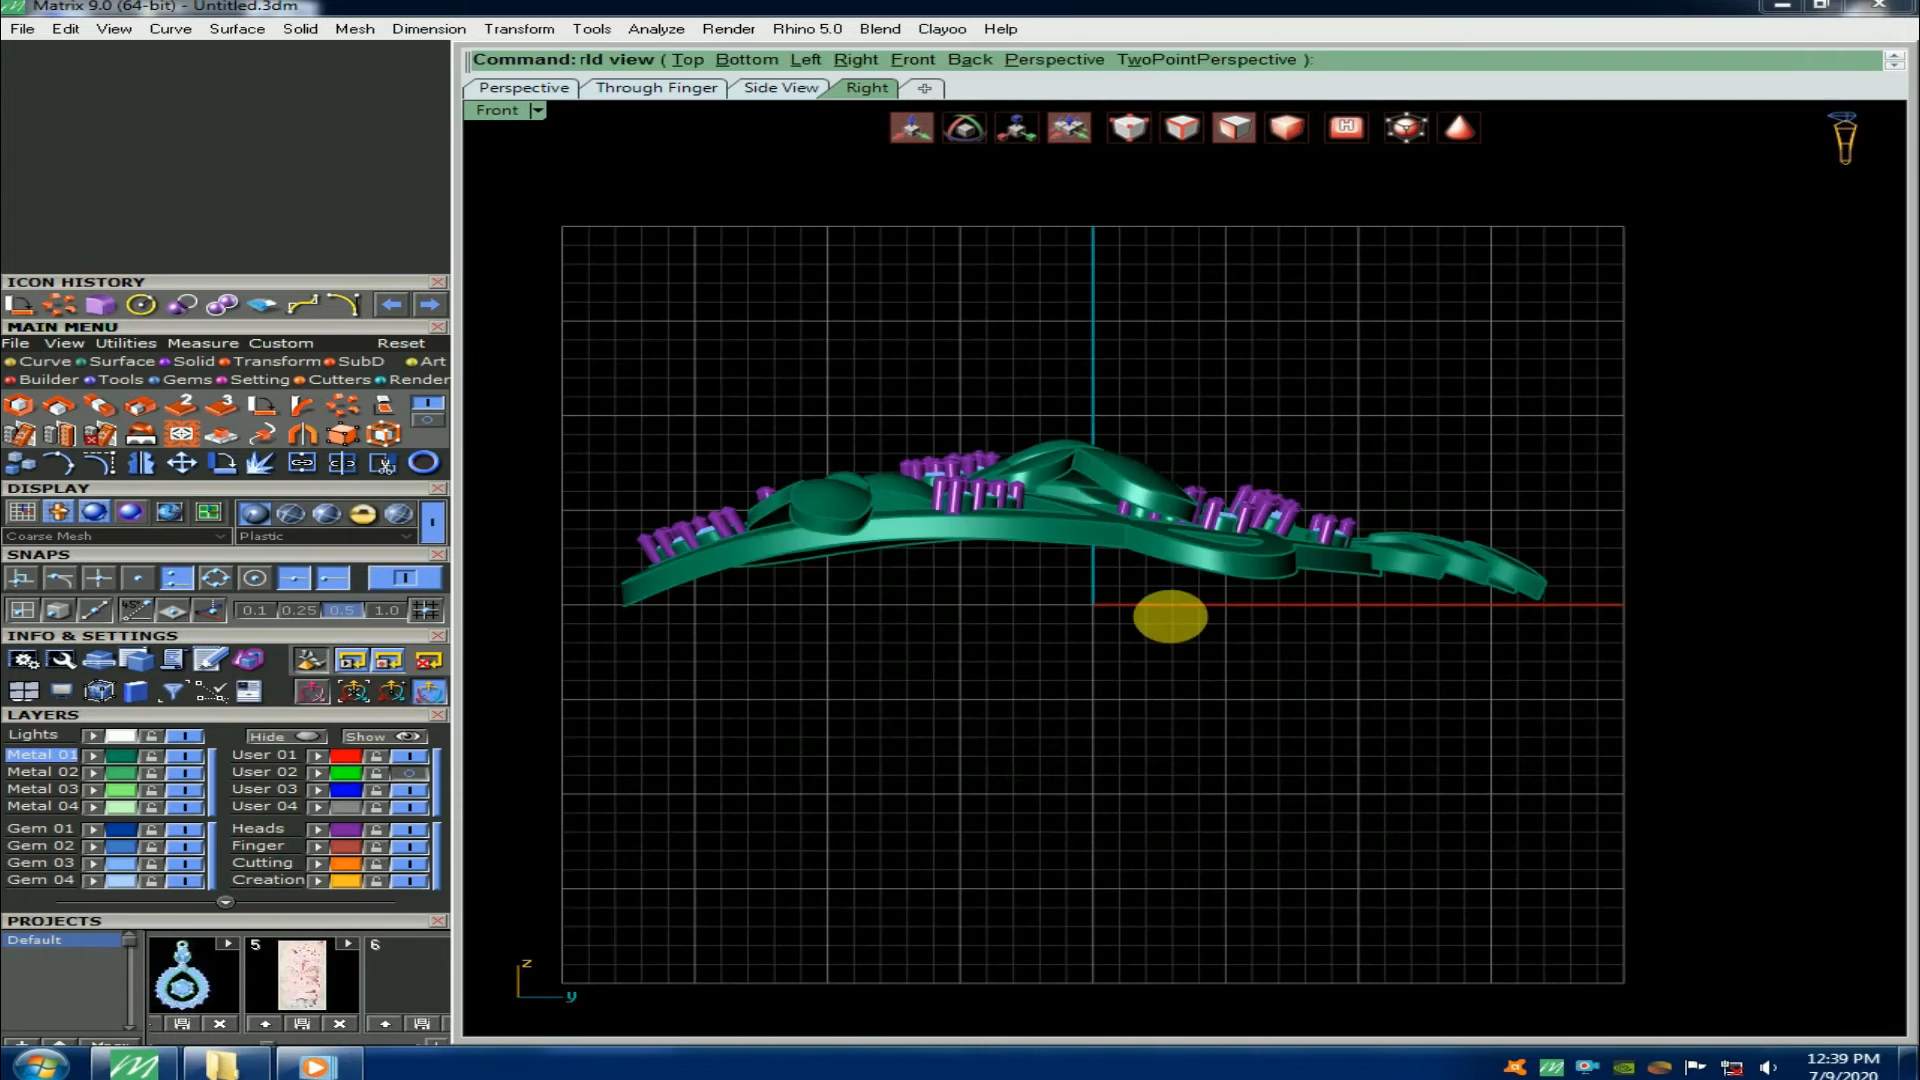 Matrix 9.0 (64-bit) - Untitled.3dm
File Edit View Curve Surface Solid Mesh Dimension Transform Tools Analyze Render Rhino 5.0 Blend Clayoo Help
Command: rld view ( Top Bottom Left Right Front Back Perspective TwoPointPerspective ):
Perspective Through Finger Side View Right
Front
ICON HISTORY
MAIN MENU
File View Utilities Measure Custom Reset
Curve Surface Solid Transform SubD Art
Builder Tools Gems Setting Cutters Render
2 3
H
DISPLAY
Coarse Mesh Plastic
SNAPS
45°
0.1 0.25 0.5 1.0
INFO & SETTINGS
LAYERS
Lights Hide Show
Metal 01 User 01
Metal 02 User 02
Metal 03 User 03
Metal 04 User 04
Gem 01 Heads
Gem 02 Finger
Gem 03 Cutting
Gem 04 Creation
PROJECTS
Default 5 6
z
y
12:39 PM
7/9/2020